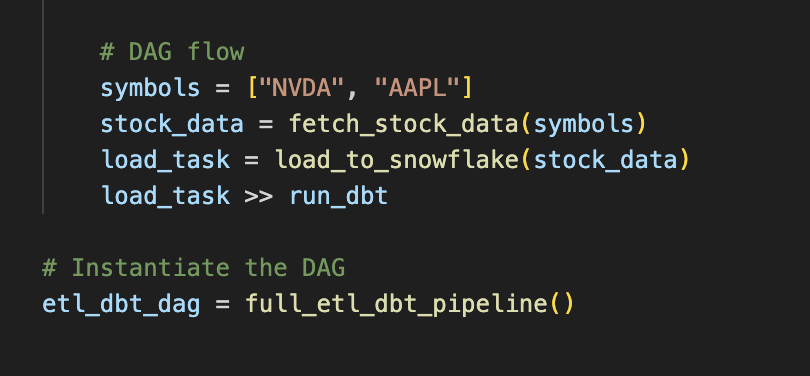 # DAG flow
symbols = ["NVDA", "AAPL"]
stock_data = fetch_stock_data(symbols)
load_task = load_to_snowflake(stock_data)
load_task >> run_dbt
# Instantiate the DAG
etl_dbt_dag = full_etl_dbt_pipeline()